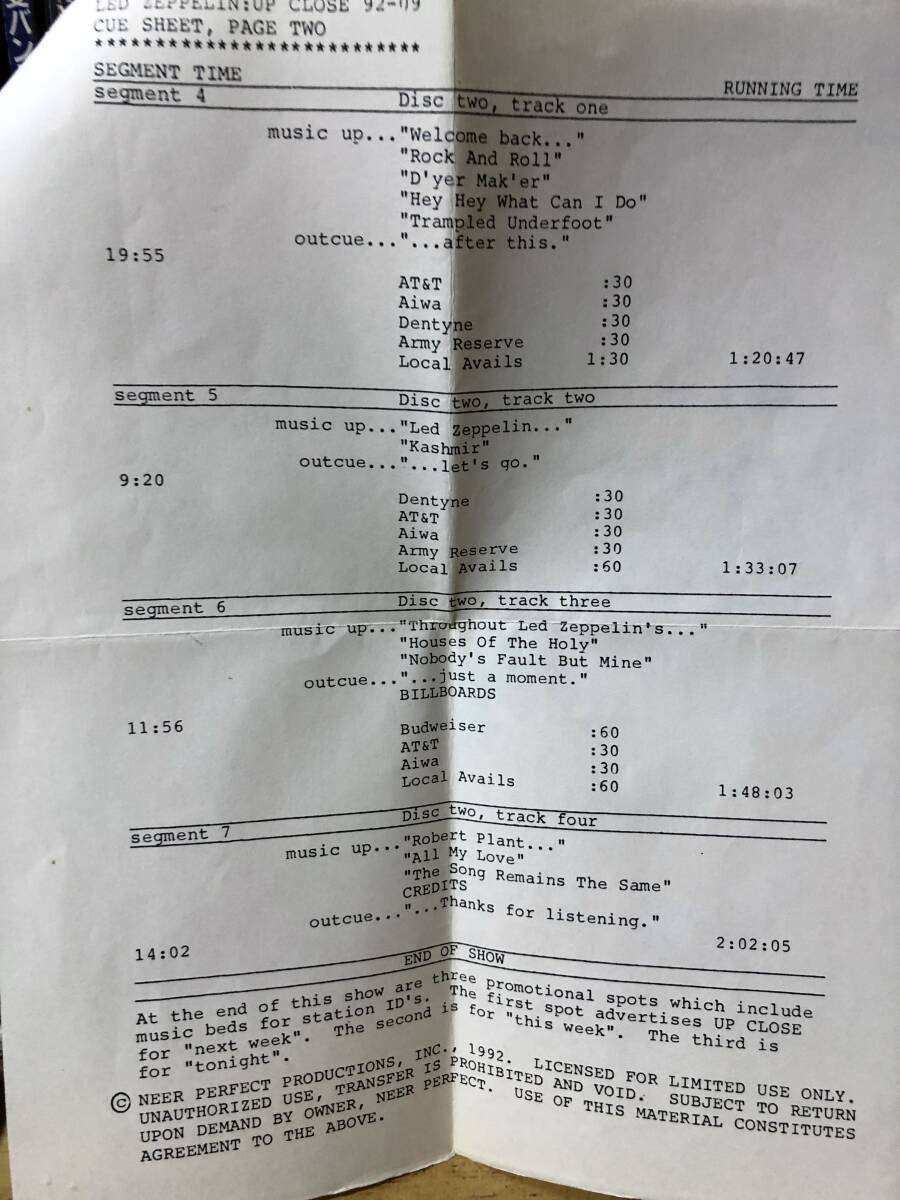 LED ZEPPELIN:UP CLOSE 92-09
CUE SHEET, PAGE TWO
***************************
SEGMENT TIME RUNNING TIME
segment 4 Disc two, track one
music up..."Welcome back..."
"Rock And Roll"
"D'yer Mak'er"
"Hey Hey What Can I Do"
"Trampled Underfoot"
outcue..."...after this."
19:55
AT&T :30
Aiwa :30
Dentyne :30
Army Reserve :30
Local Avails 1:30 1:20:47
segment 5 Disc two, track two
music up..."Led Zeppelin..."
"Kashmir"
outcue..."...let's go."
9:20
Dentyne :30
AT&T :30
Aiwa :30
Army Reserve :30
Local Avails :60 1:33:07
segment 6 Disc two, track three
music up..."Throughout Led Zeppelin's..."
"Houses Of The Holy"
"Nobody's Fault But Mine"
outcue..."...just a moment."
BILLBOARDS
11:56
Budweiser :60
AT&T :30
Aiwa :30
Local Avails :60 1:48:03
segment 7 Disc two, track four
music up..."Robert Plant..."
"All My Love"
"The Song Remains The Same"
CREDITS
outcue..."...Thanks for listening."
14:02 2:02:05
END OF SHOW
At the end of this show are three promotional spots which include
music beds for station ID's. The first spot advertises UP CLOSE
for "next week". The second is for "this week". The third is
for "tonight".
© NEER PERFECT PRODUCTIONS, INC., 1992. LICENSED FOR LIMITED USE ONLY.
UNAUTHORIZED USE, TRANSFER IS PROHIBITED AND VOID. SUBJECT TO RETURN
UPON DEMAND BY OWNER, NEER PERFECT. USE OF THIS MATERIAL CONSTITUTES
AGREEMENT TO THE ABOVE.